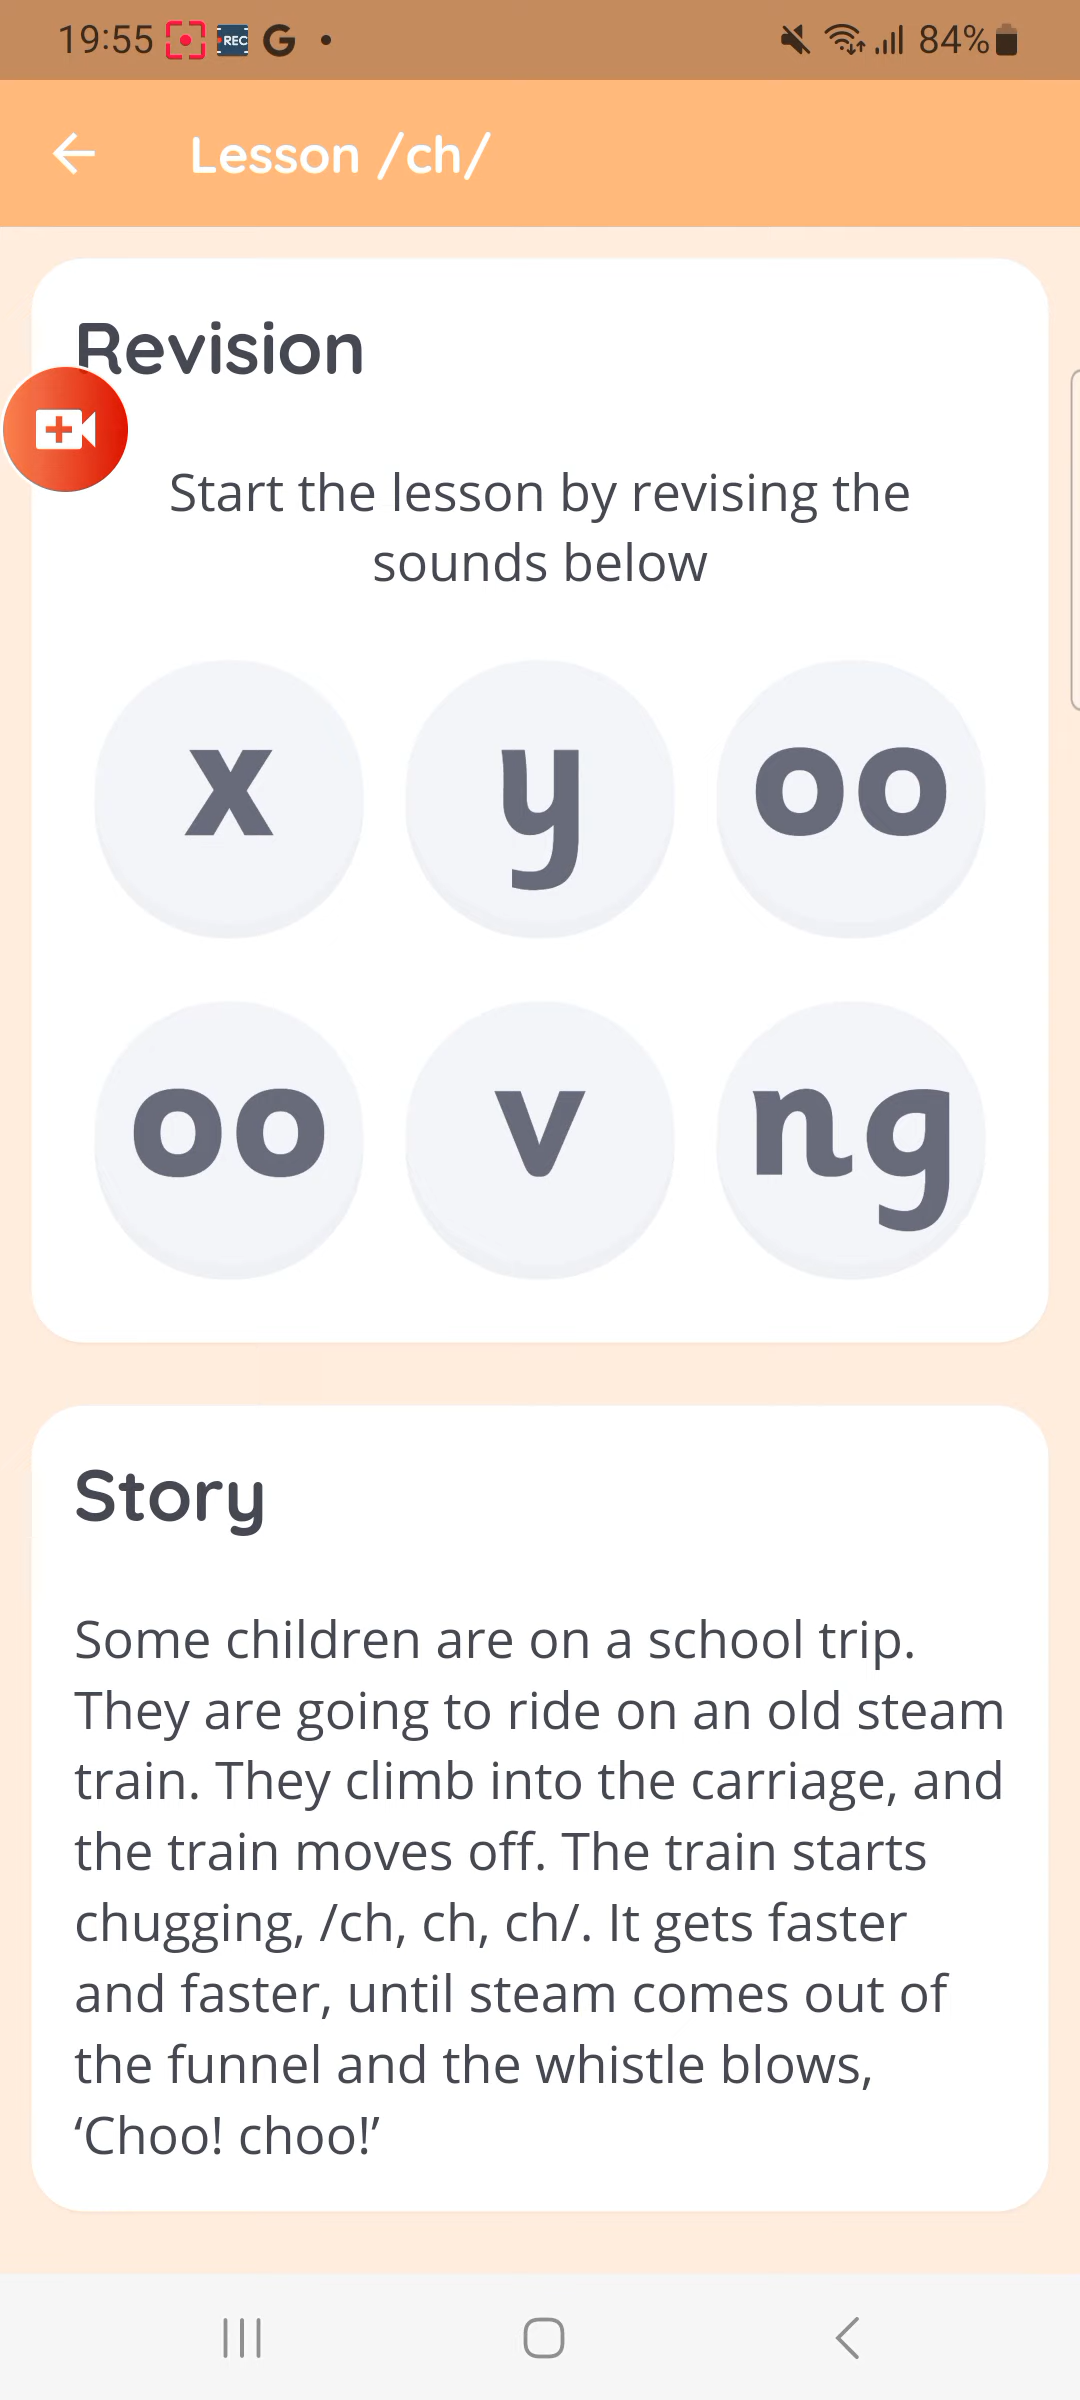 19:55 REC G 84%
Lesson /ch/
Revision
Start the lesson by revising the
sounds below
x y oo
oo v ng
Story
Some children are on a school trip.
They are going to ride on an old steam
train. They climb into the carriage, and
the train moves off. The train starts
chugging, /ch, ch, ch/. It gets faster
and faster, until steam comes out of
the funnel and the whistle blows,
‘Choo! choo!’